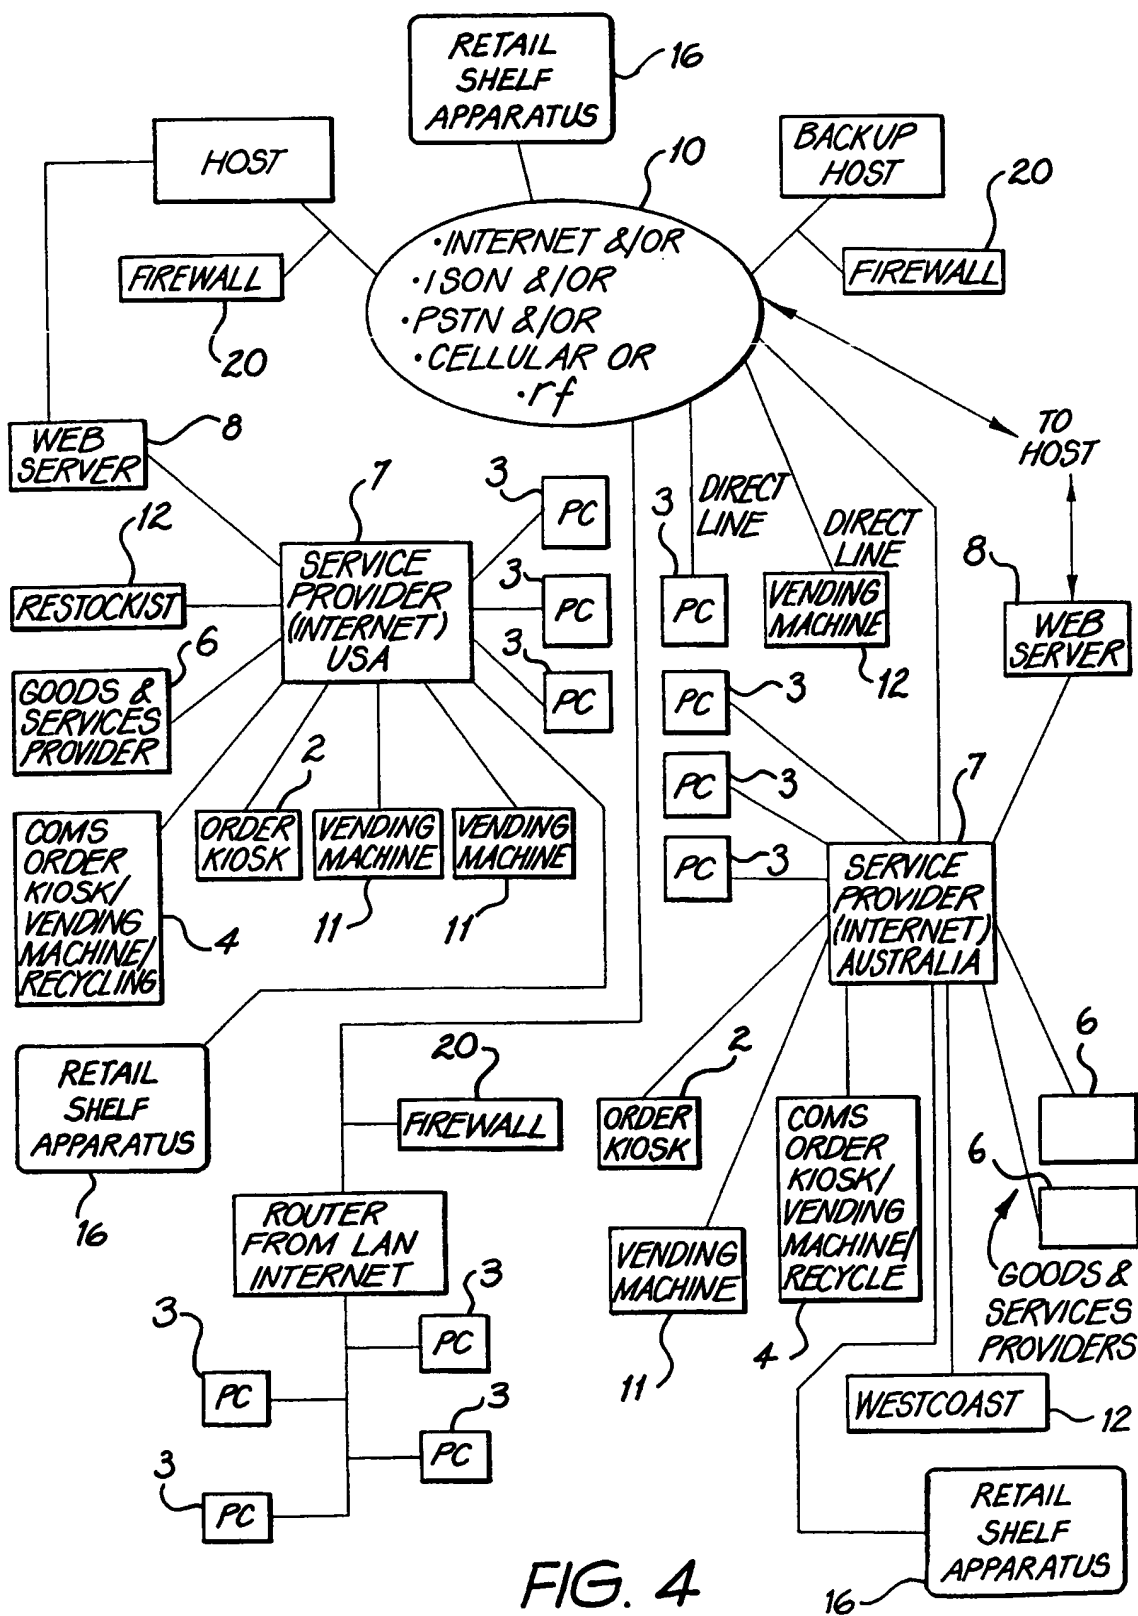 RETAIL
SHELF
APPARATUS
16
HOST
10
BACKUP
HOST
20
FIREWALL
20
·INTERNET &/OR
·ISON &/OR
·PSTN &/OR
·CELLULAR OR
·rf
FIREWALL
TO
HOST
WEB
SERVER
8
7
3
PC
DIRECT
LINE
3
DIRECT
LINE
8
12
RESTOCKIST
SERVICE
PROVIDER
(INTERNET)
USA
3
PC
3
PC
PC
VENDING
MACHINE
12
WEB
SERVER
6
GOODS &
SERVICES
PROVIDER
PC
3
PC
3
PC
3
7
2
COMS
ORDER
KIOSK/
VENDING
MACHINE/
RECYCLING
4
ORDER
KIOSK
VENDING
MACHINE
11
VENDING
MACHINE
11
SERVICE
PROVIDER
(INTERNET)
AUSTRALIA
RETAIL
SHELF
APPARATUS
16
20
FIREWALL
2
ORDER
KIOSK
COMS
ORDER
KIOSK/
VENDING
MACHINE/
RECYCLE
4
6
6
GOODS &
SERVICES
PROVIDERS
ROUTER
FROM LAN
INTERNET
VENDING
MACHINE
11
3
PC
3
PC
3
PC
3
PC
WESTCOAST
12
RETAIL
SHELF
APPARATUS
16
FIG. 4